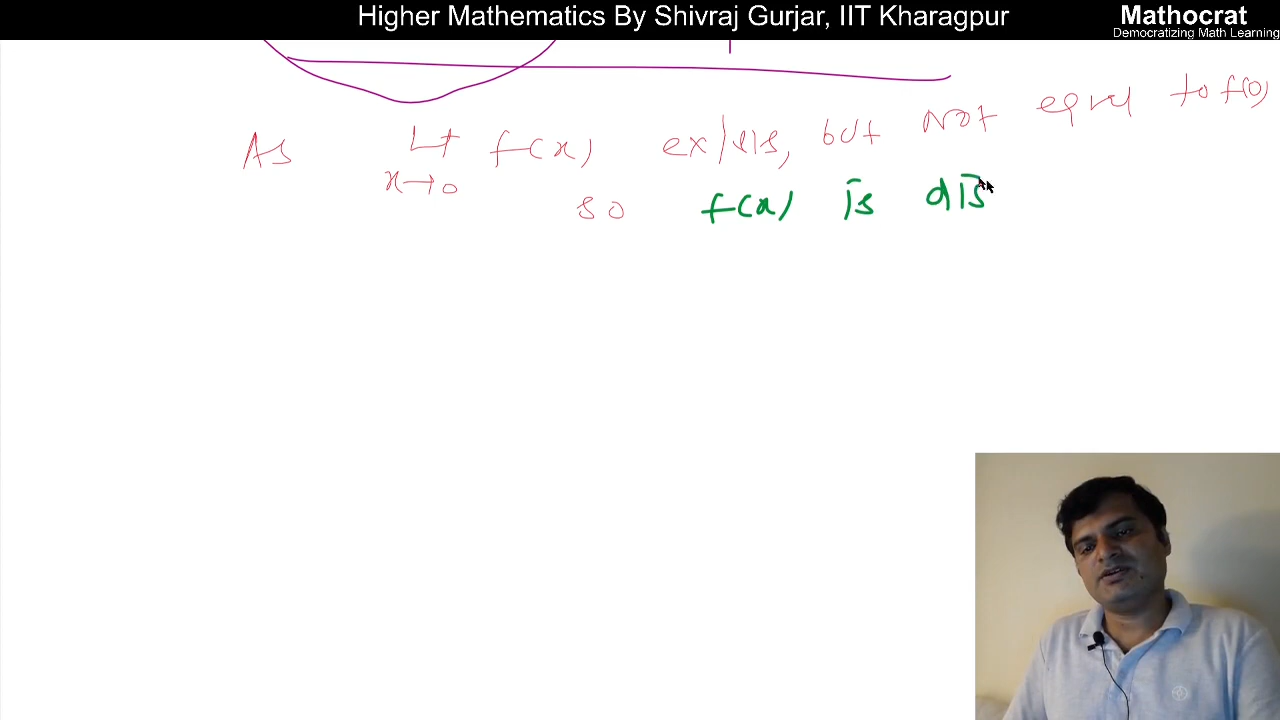 Higher Mathematics By Shivraj Gurjar, IIT Kharagpur
Mathocrat
Democratizing Math Learning
As Lt f(x) exists, but Not equal to f(0)
x→0
so f(x) is dis